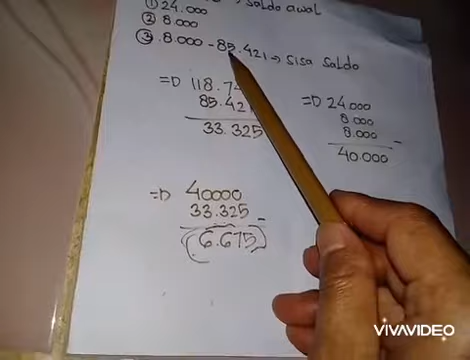 , Saldo awal
① 24.000
② 8.000
③ 8.000 - 85.421 → Sisa Saldo
=D 118.7
85.42
33.325
=D 24.000
8.000
8.000 -
40.000
=D 40000
33.325 -
(6.675)
VIVAVIDEO